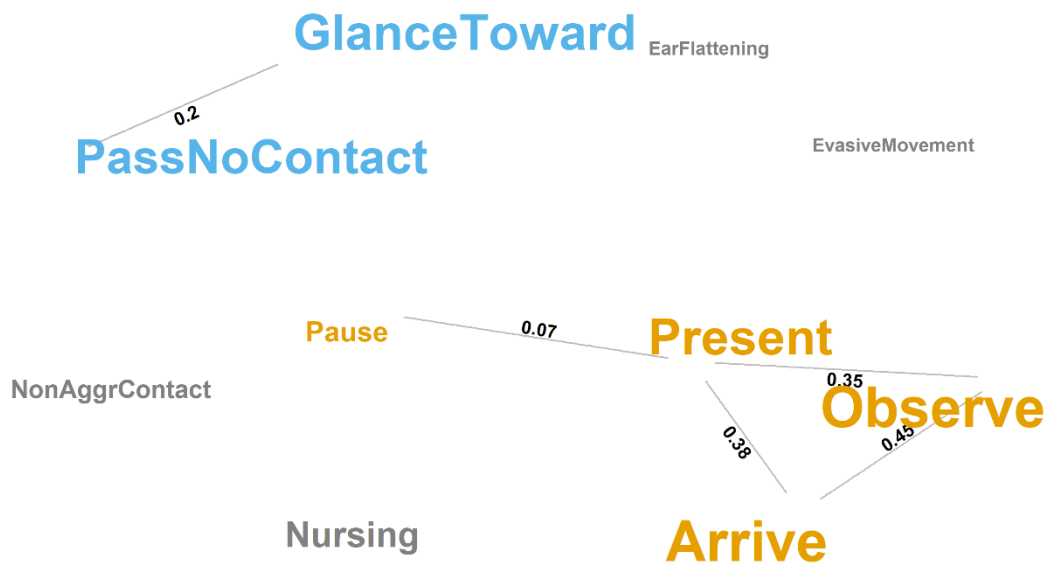 GlanceToward
EarFlattening
0.2
PassNoContact
EvasiveMovement
Pause
0.07
Present
0.35
NonAggrContact
Observe
0.38
0.45
Nursing
Arrive